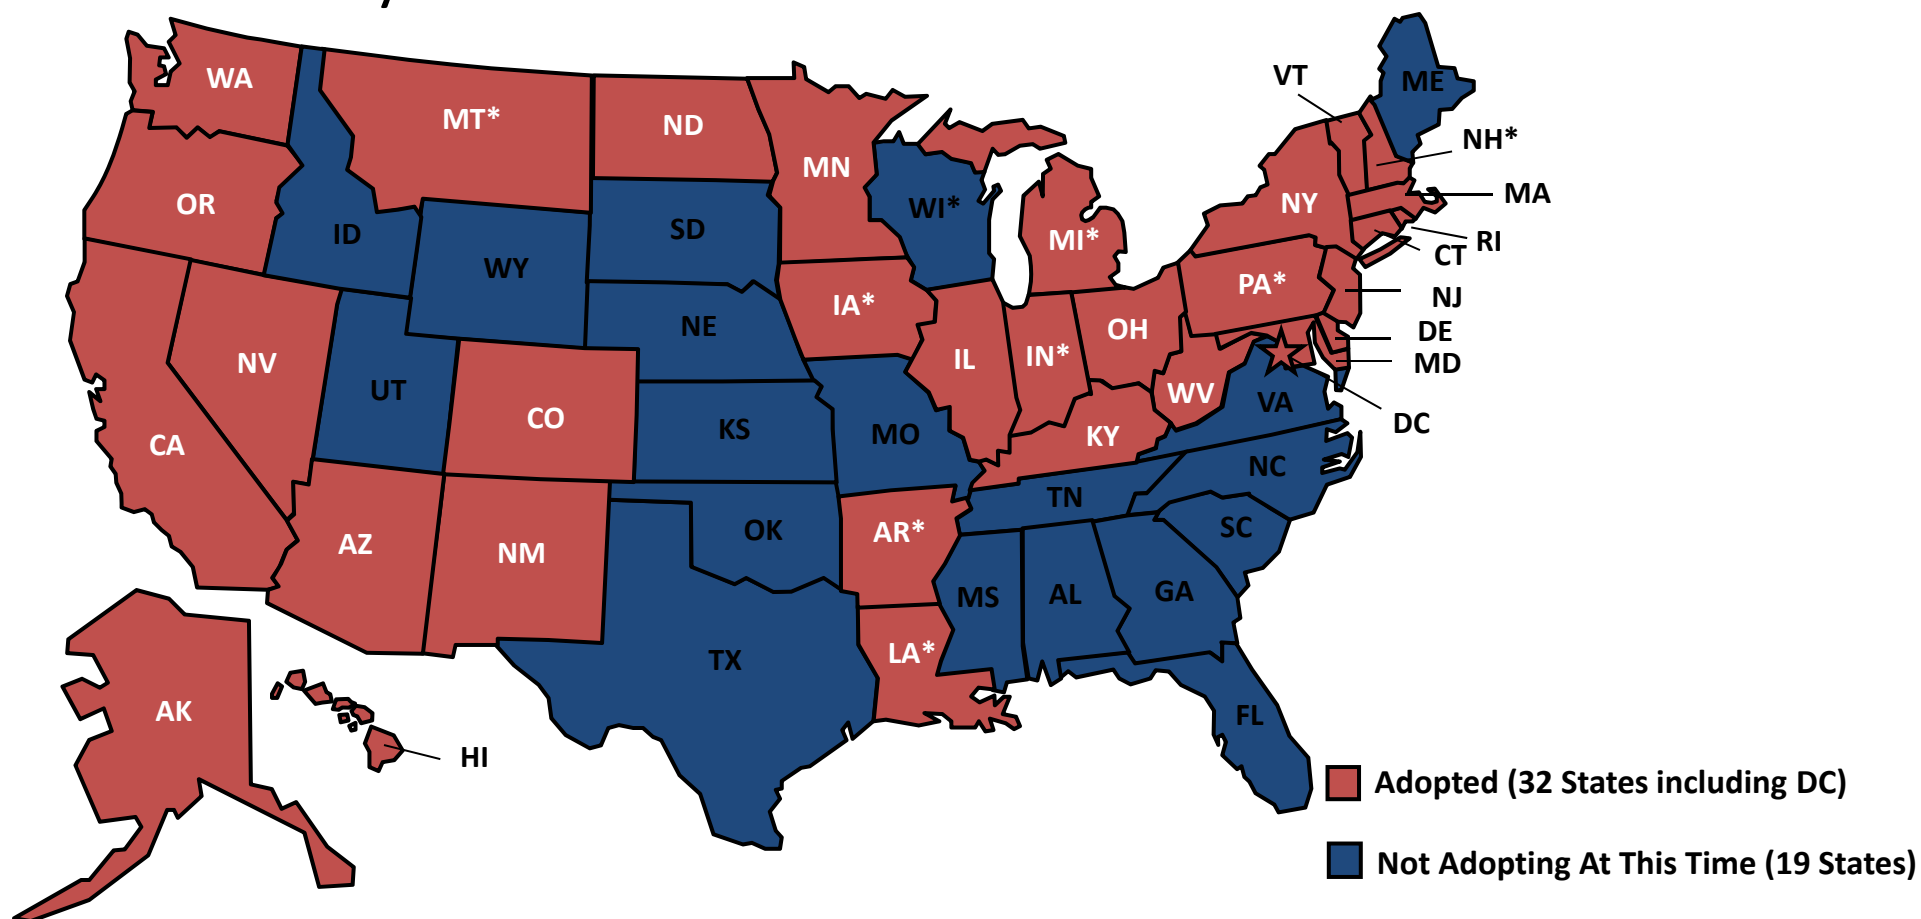 WA
MT*
ND
MN
VT
ME
NH*
OR
ID
WY
SD
WI*
MI*
NY
MA
RI
CT
NV
UT
NE
IA*
PA*
NJ
OH
DE
MD
IL
IN*
WV
VA
DC
CA
CO
KS
MO
KY
NC
TN
AZ
NM
OK
AR*
SC
MS
AL
GA
TX
LA*
FL
AK
HI
Adopted (32 States including DC)
Not Adopting At This Time (19 States)